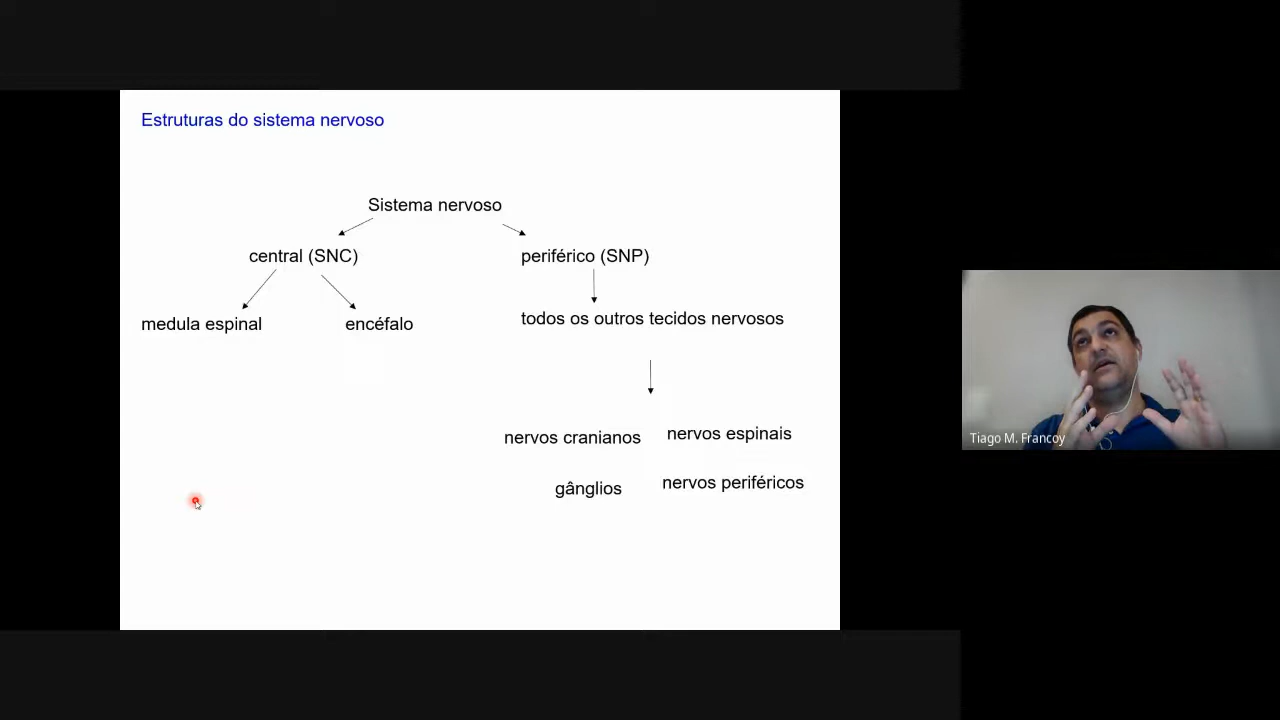 Estruturas do sistema nervoso
Sistema nervoso
central (SNC)
periférico (SNP)
medula espinal
encéfalo
todos os outros tecidos nervosos
nervos cranianos
nervos espinais
gânglios
nervos periféricos
Tiago M. Francoy